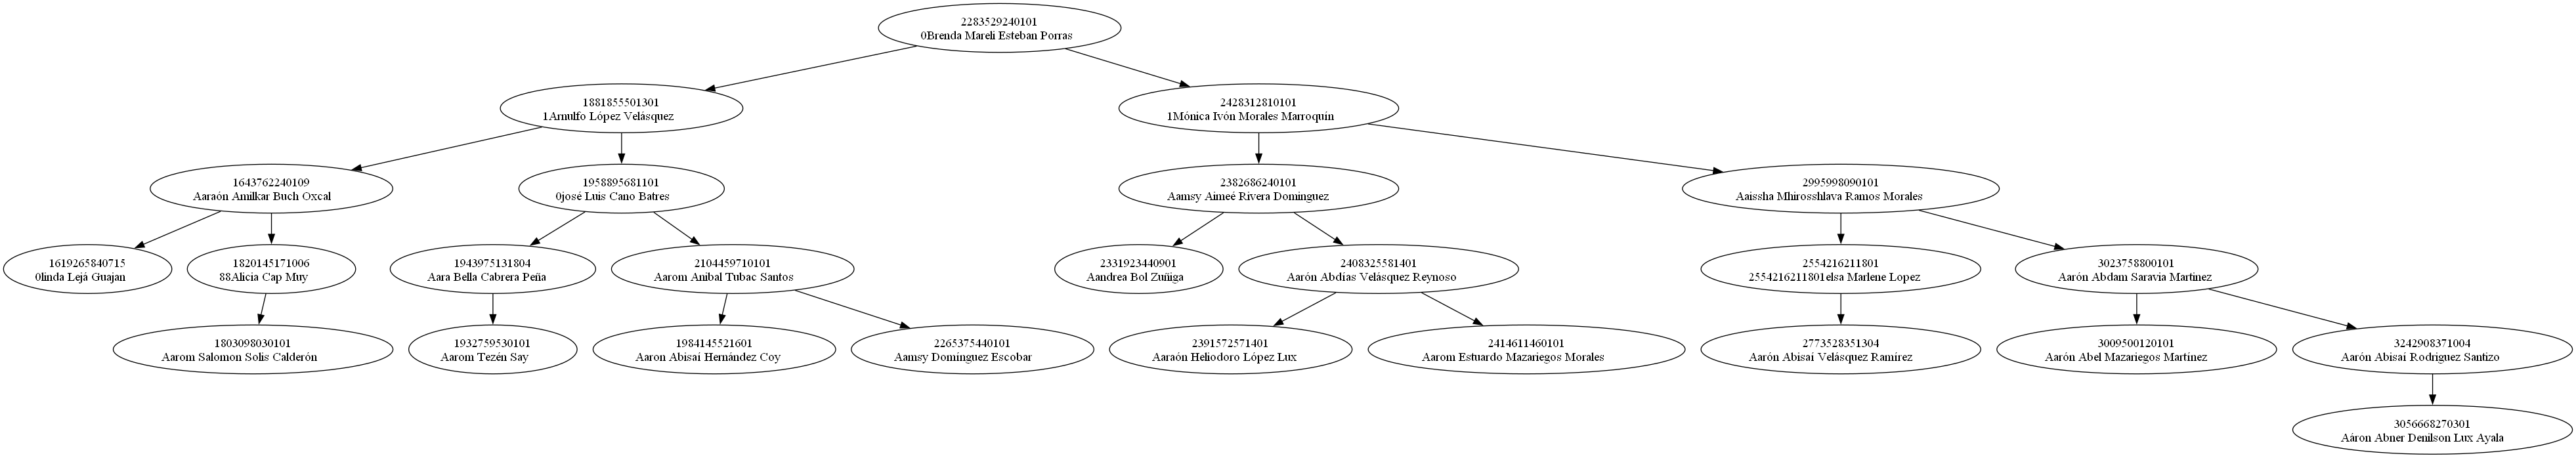 2283529240101
0Brenda Mareli Esteban Porras
1881855501301
1Arnulfo López Velásquez
2428312810101
1Mónica Ivón Morales Marroquín
1643762240109
Aaraón Amilkar Buch Oxcal
1958895681101
0josé Luis Cano Batres
2382686240101
Aamsy Aimeé Rivera Dominguez
2995998090101
Aaissha Mhirosshlava Ramos Morales
1619265840715
0linda Lejá Guajan
1820145171006
88Alicia Cap Muy
1943975131804
Aara Bella Cabrera Peña
2104459710101
Aarom Anibal Tubac Santos
2331923440901
Aandrea Bol Zuñiga
2408325581401
Aarón Abdías Velásquez Reynoso
2554216211801
2554216211801elsa Marlene Lopez
3023758800101
Aarón Abdam Saravia Martinez
1803098030101
Aarom Salomon Solis Calderón
1932759530101
Aarom Tezén Say
1984145521601
Aaron Abisaí Hernández Coy
2265375440101
Aamsy Domínguez Escobar
2391572571401
Aaraón Heliodoro López Lux
2414611460101
Aarom Estuardo Mazariegos Morales
2773528351304
Aarón Abisaí Velásquez Ramírez
3009500120101
Aarón Abel Mazariegos Martínez
3242908371004
Aarón Abisaí Rodríguez Santizo
3056668270301
Aáron Abner Denilson Lux Ayala